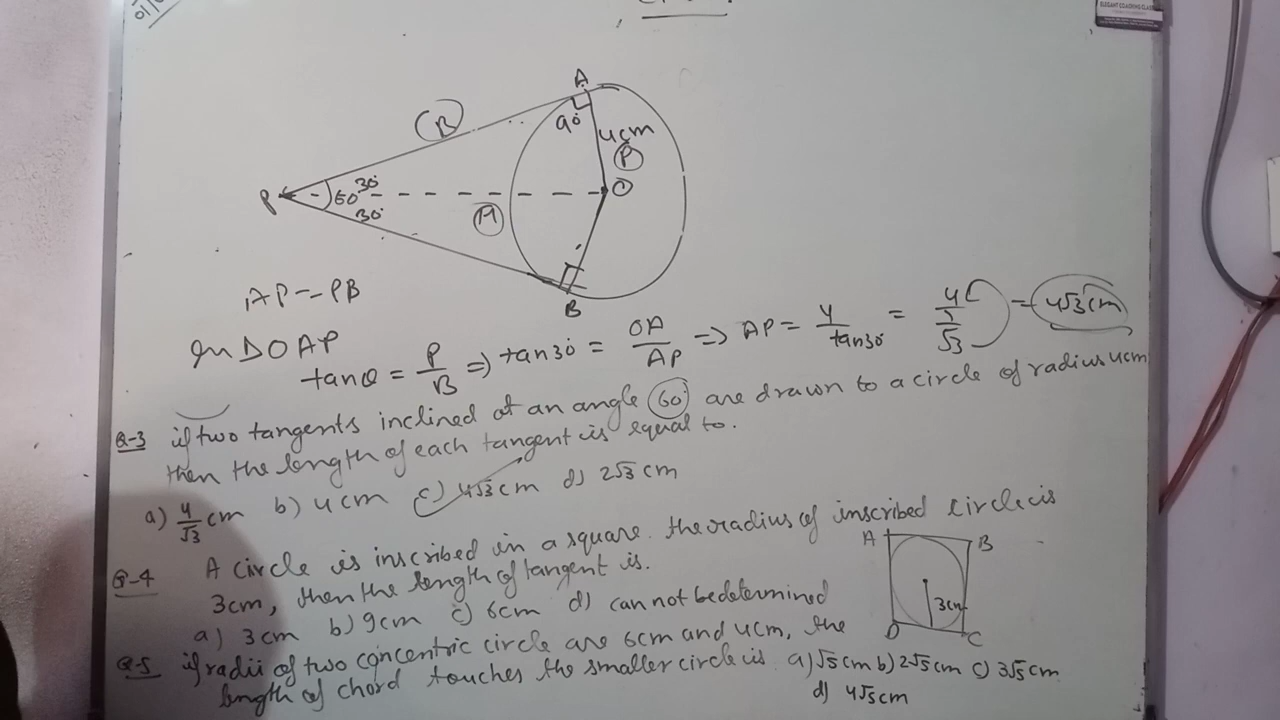 ELEGANT COACHING CLASSES
A
B
90°
4cm
P
O
P
60°
30°
30°
H
B
AP = PB
In ΔOAP
tanθ = P/B => tan30° = OA/AP => AP = 4/tan30° = 4/(1/√3) = 4√3 cm
Q-3 if two tangents inclined at an angle 60° are drawn to a circle of radius 4cm
then the length of each tangent is equal to.
a) 4/√3 cm b) 4 cm c) 4√3 cm d) 2√3 cm
Q-4 A circle is inscribed in a square. the radius of inscribed circle is
3cm, then the length of tangent is.
a) 3cm b) 9cm c) 6cm d) can not be determined
A
B
3cm
D
C
Q-5 if radii of two concentric circle are 6cm and 4cm, the
length of chord touches the smaller circle is a) √5 cm b) 2√5 cm c) 3√5 cm
d) 4√5 cm